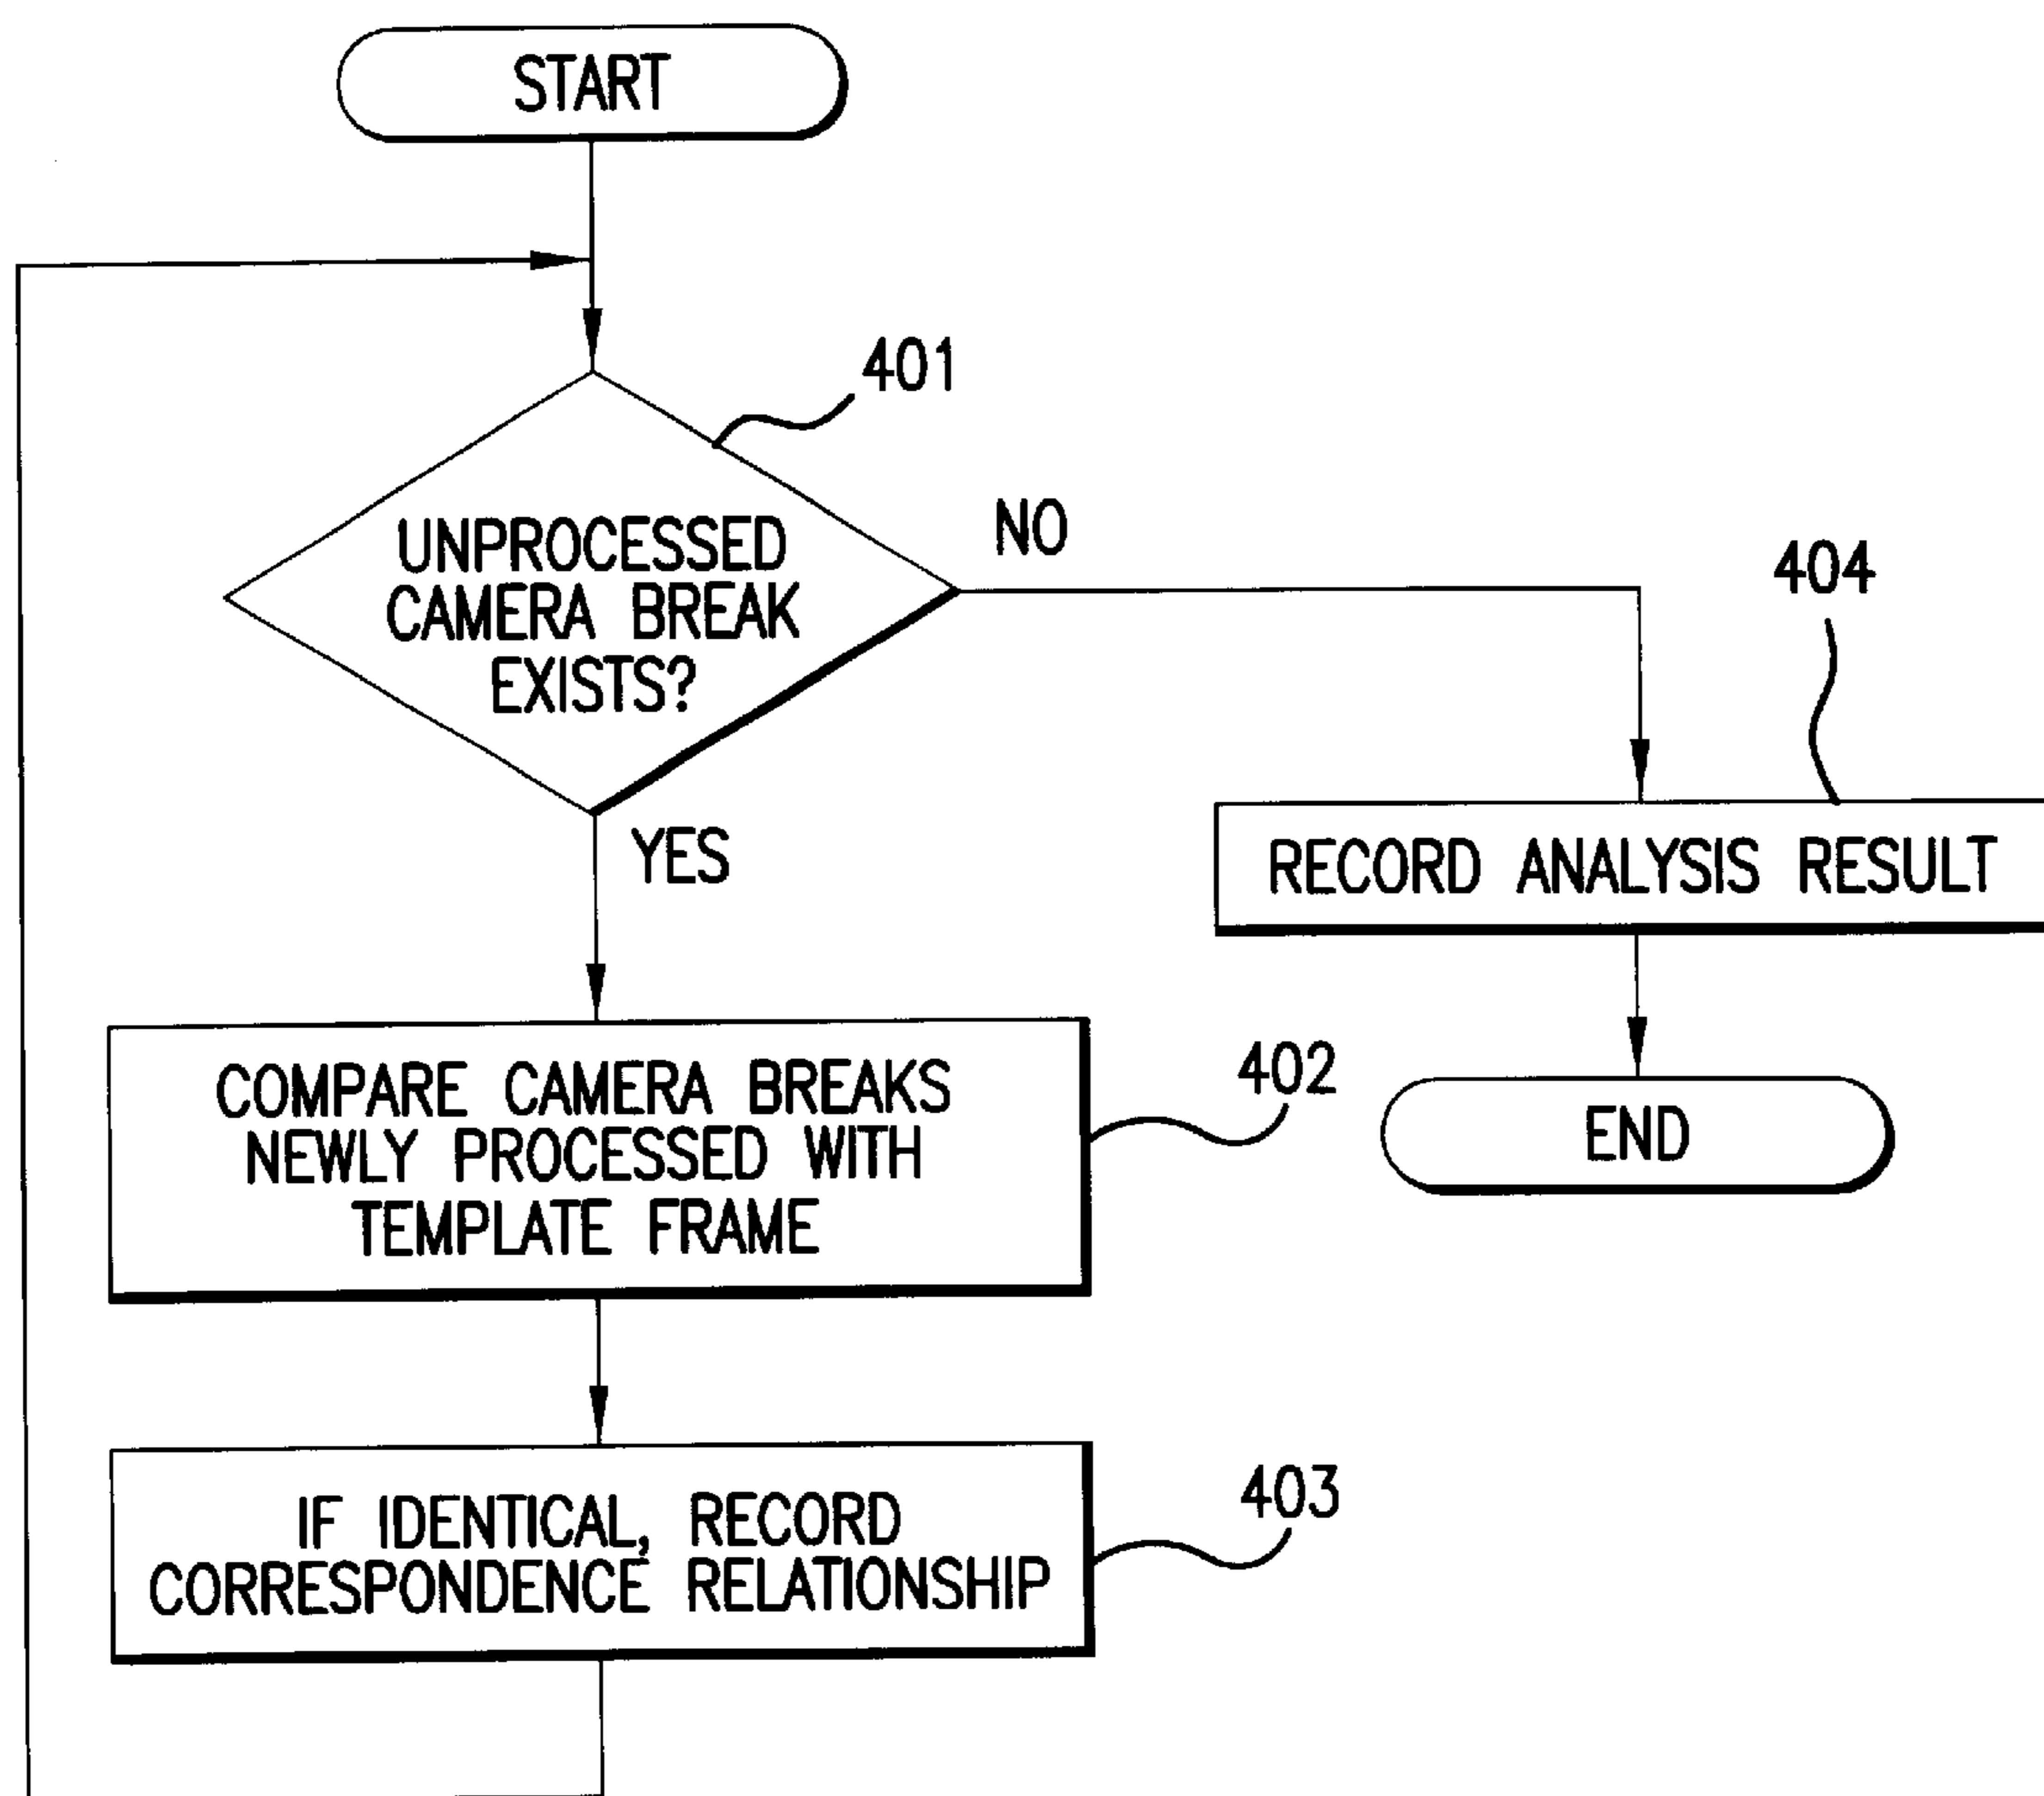 START
401
UNPROCESSED
CAMERA BREAK
EXISTS?
NO
YES
404
RECORD ANALYSIS RESULT
END
COMPARE CAMERA BREAKS
NEWLY PROCESSED WITH
TEMPLATE FRAME
402
IF IDENTICAL, RECORD
CORRESPONDENCE RELATIONSHIP
403